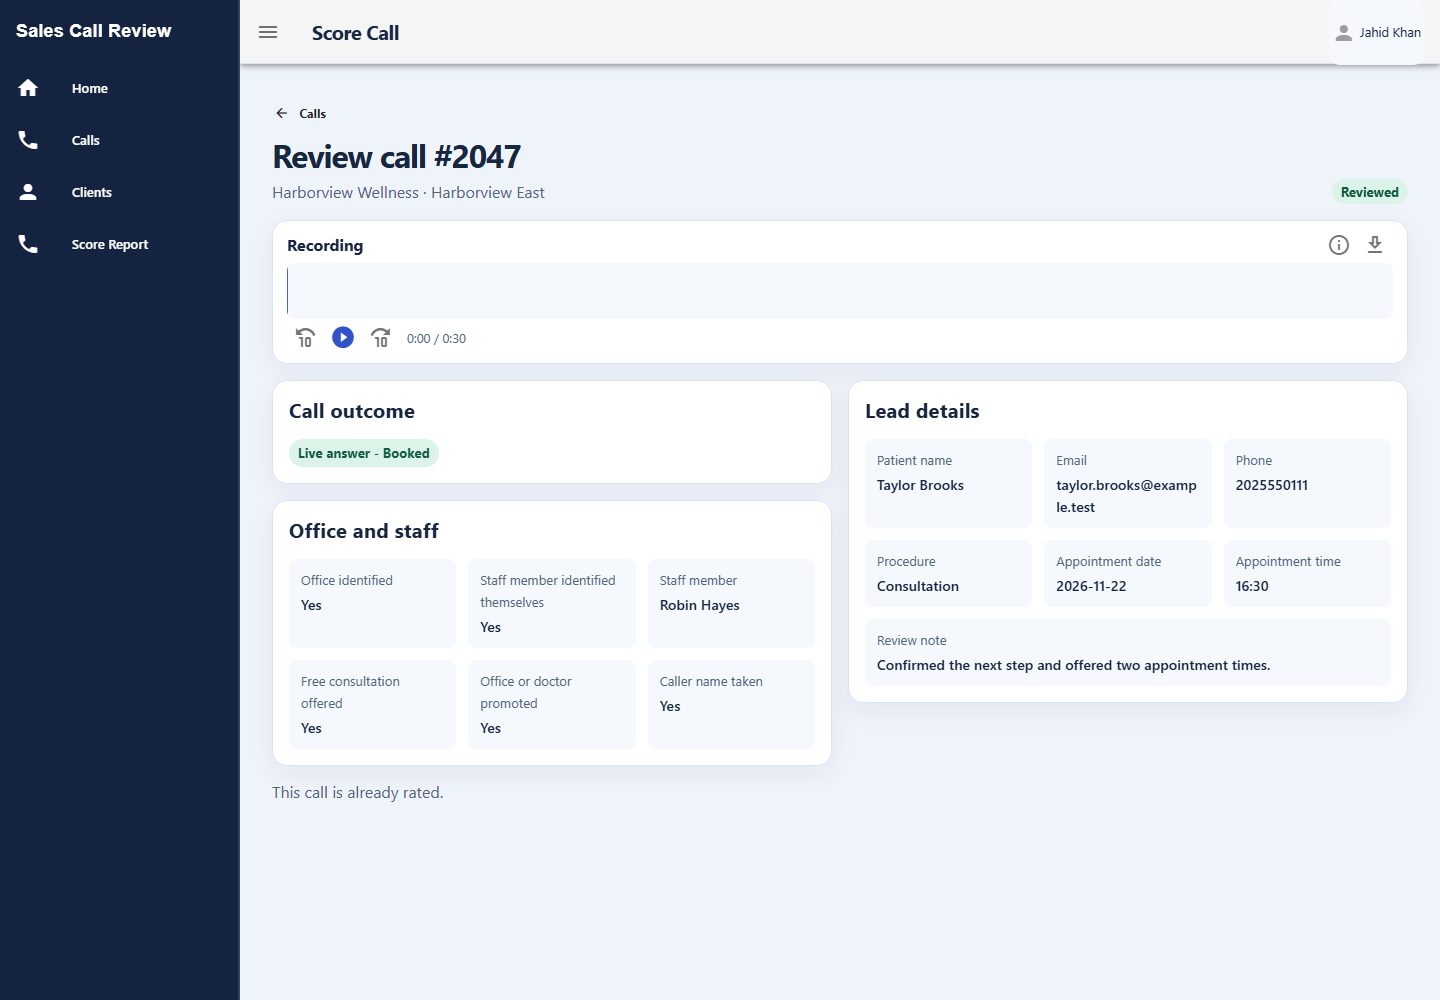 Sales Call Review
Home
Calls
Clients
Score Report
Score Call
Jahid Khan
Calls
Review call #2047
Harborview Wellness · Harborview East
Reviewed
Recording
10
10
0:00 / 0:30
Call outcome
Live answer - Booked
Office and staff
Office identified
Yes
Staff member identified
themselves
Yes
Staff member
Robin Hayes
Free consultation
offered
Yes
Office or doctor
promoted
Yes
Caller name taken
Yes
Lead details
Patient name
Taylor Brooks
Email
taylor.brooks@examp
le.test
Phone
2025550111
Procedure
Consultation
Appointment date
2026-11-22
Appointment time
16:30
Review note
Confirmed the next step and offered two appointment times.
This call is already rated.